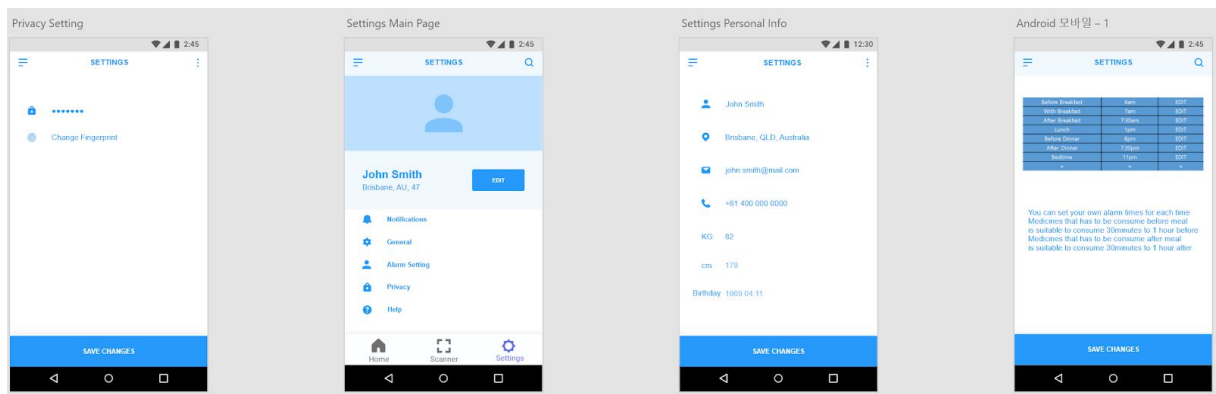 Privacy Setting
2:45
SETTINGS
•••••••
Change Fingerprint
SAVE CHANGES
Settings Main Page
2:45
SETTINGS
John Smith
Brisbane, AU, 47
EDIT
Notifications
General
Alarm Setting
Privacy
Help
Home Scanner Settings
Settings Personal Info
12:30
SETTINGS
John Smith
Brisbane, QLD, Australia
john.smith@mail.com
+61 400 000 0000
KG 82
cm 178
Birthday 1969.04.11
SAVE CHANGES
Android 모바일 – 1
2:45
SETTINGS
Before Breakfast 6am EDIT
With Breakfast 7am EDIT
After Breakfast 7:30am EDIT
Lunch 1pm EDIT
Before Dinner 6pm EDIT
After Dinner 7:30pm EDIT
Bedtime 11pm EDIT
+ + +
You can set your own alarm times for each time
Medicines that has to be consume before meal
is suitable to consume 30minutes to 1 hour before
Medicines that has to be consume after meal
is suitable to consume 30minutes to 1 hour after
SAVE CHANGES